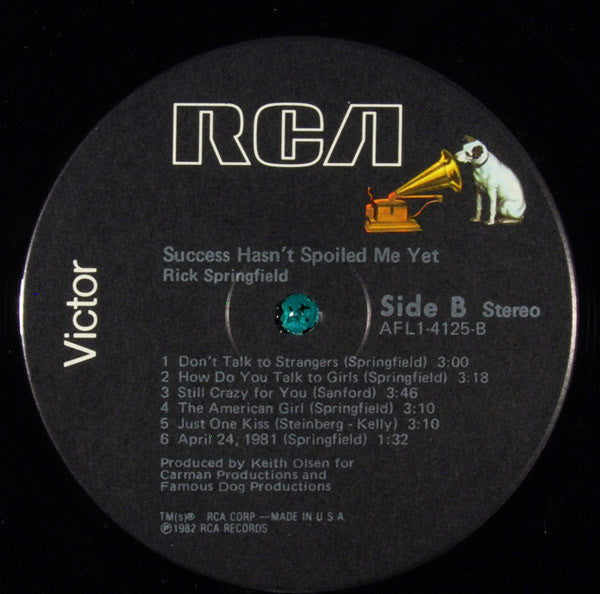 RCA
Victor
Success Hasn't Spoiled Me Yet
Rick Springfield
Side B Stereo
AFL1-4125-B
1 Don't Talk to Strangers (Springfield) 3:00
2 How Do You Talk to Girls (Springfield) 3:18
3 Still Crazy for You (Sanford) 3:46
4 The American Girl (Springfield) 3:10
5 Just One Kiss (Steinberg - Kelly) 3:10
6 April 24, 1981 (Springfield) 1:32
Produced by Keith Olsen for
Carman Productions and
Famous Dog Productions
TM(s)® RCA CORP.—MADE IN U.S.A.
℗1982 RCA RECORDS.